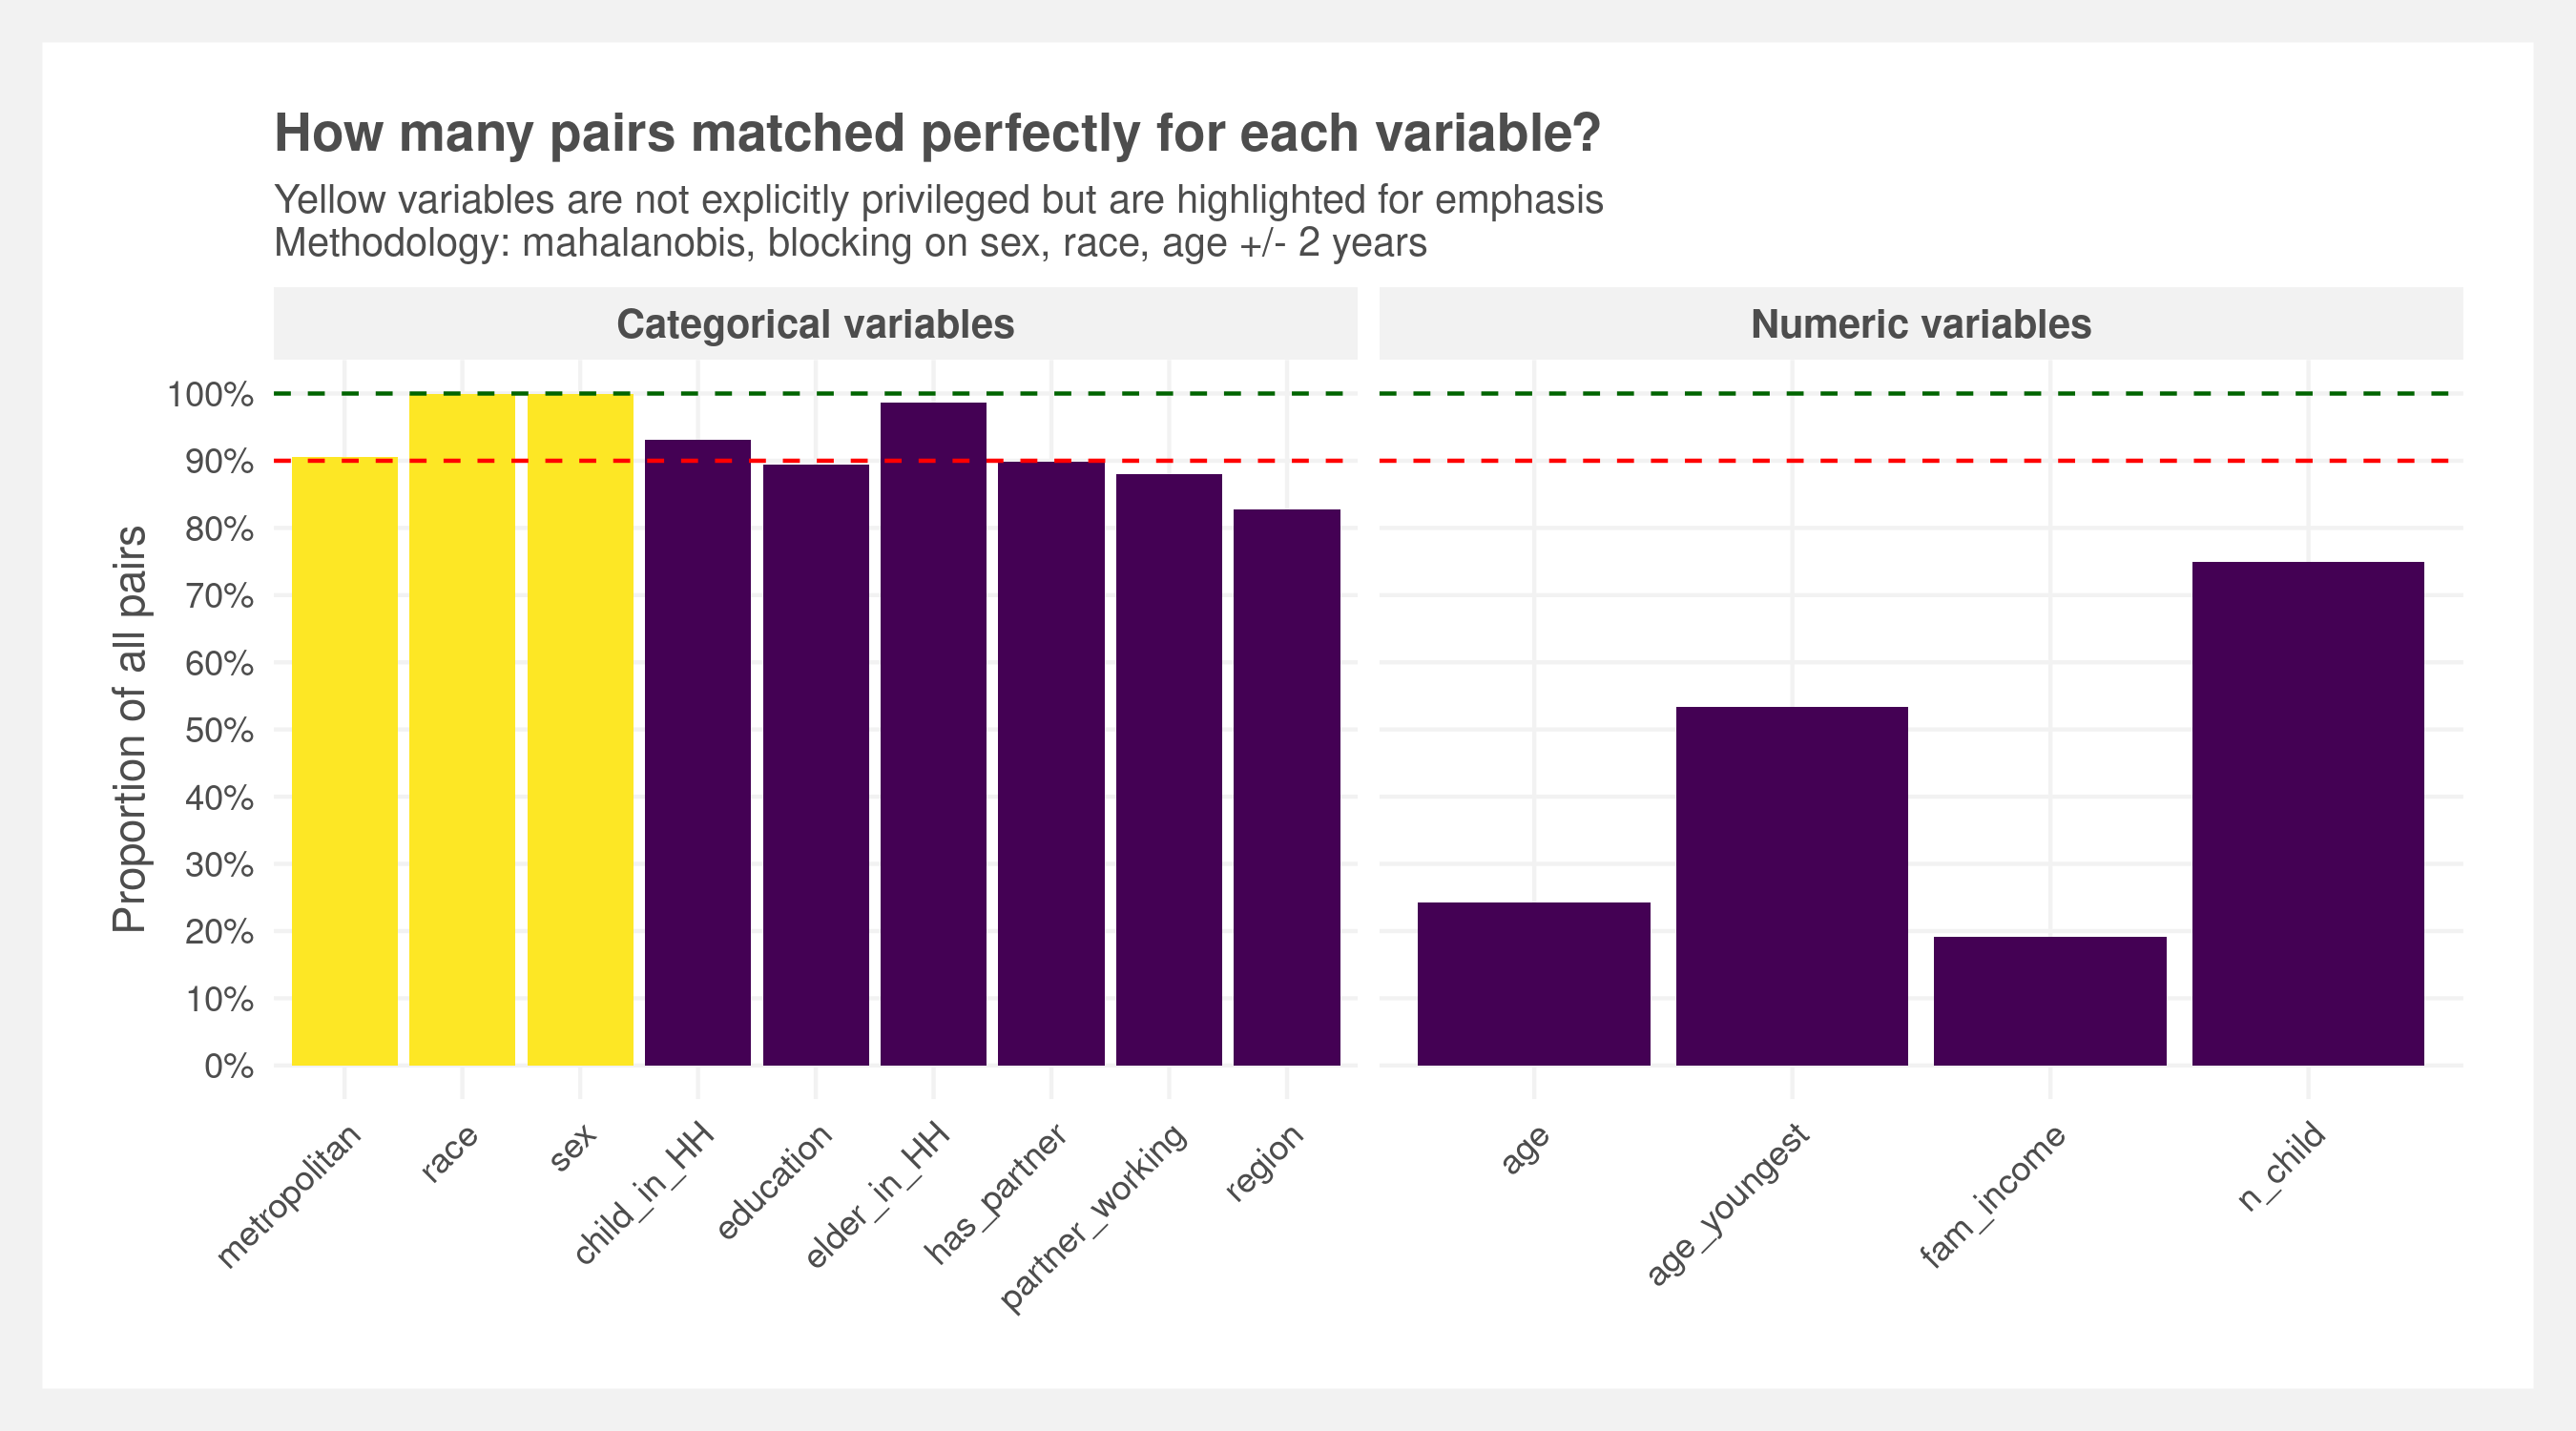 How many pairs matched perfectly for each variable?
Yellow variables are not explicitly privileged but are highlighted for emphasis
Methodology: mahalanobis, blocking on sex, race, age +/- 2 years
Categorical variables
Numeric variables
Proportion of all pairs
100%
90%
80%
70%
60%
50%
40%
30%
20%
10%
0%
metropolitan
race
sex
child_in_HH
education
elder_in_HH
has_partner
partner_working
region
age
age_youngest
fam_income
n_child